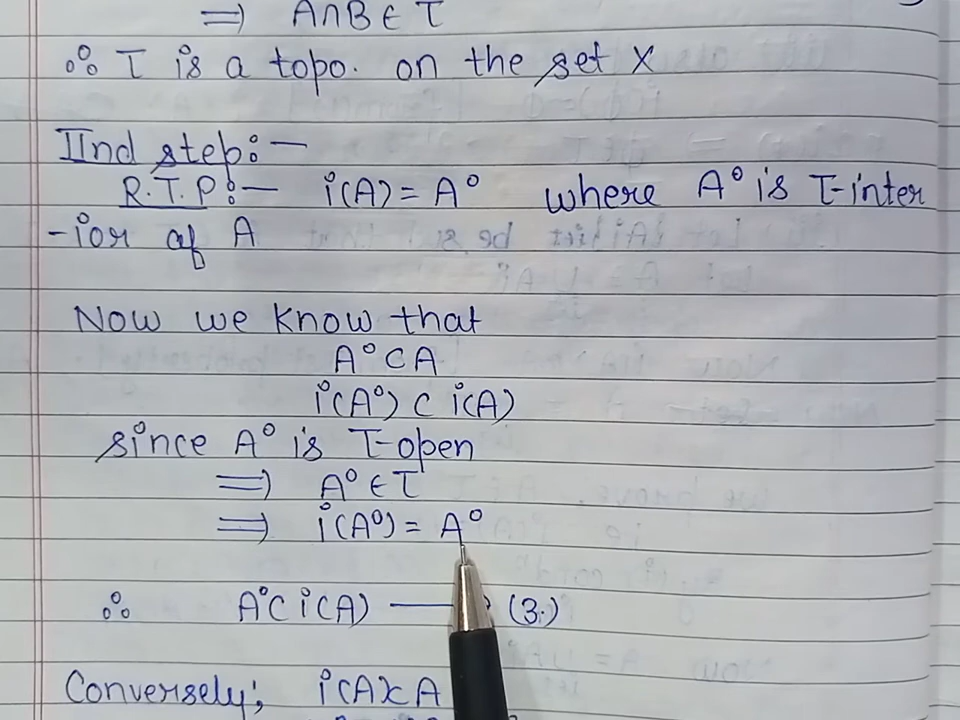 ⇒ A∩B ∈ T
∴ T is a topo. on the set X
IInd step:-
R.T.P:- i(A) = A° where A° is T-inter
-ior of A
Now we know that
A° ⊂ A
i(A°) ⊂ i(A)
since A° is T-open
⇒ A° ∈ T
⇒ i(A°) = A°
∴ A° ⊂ i(A) — (3.)
Conversely; i(A) ⊂ A